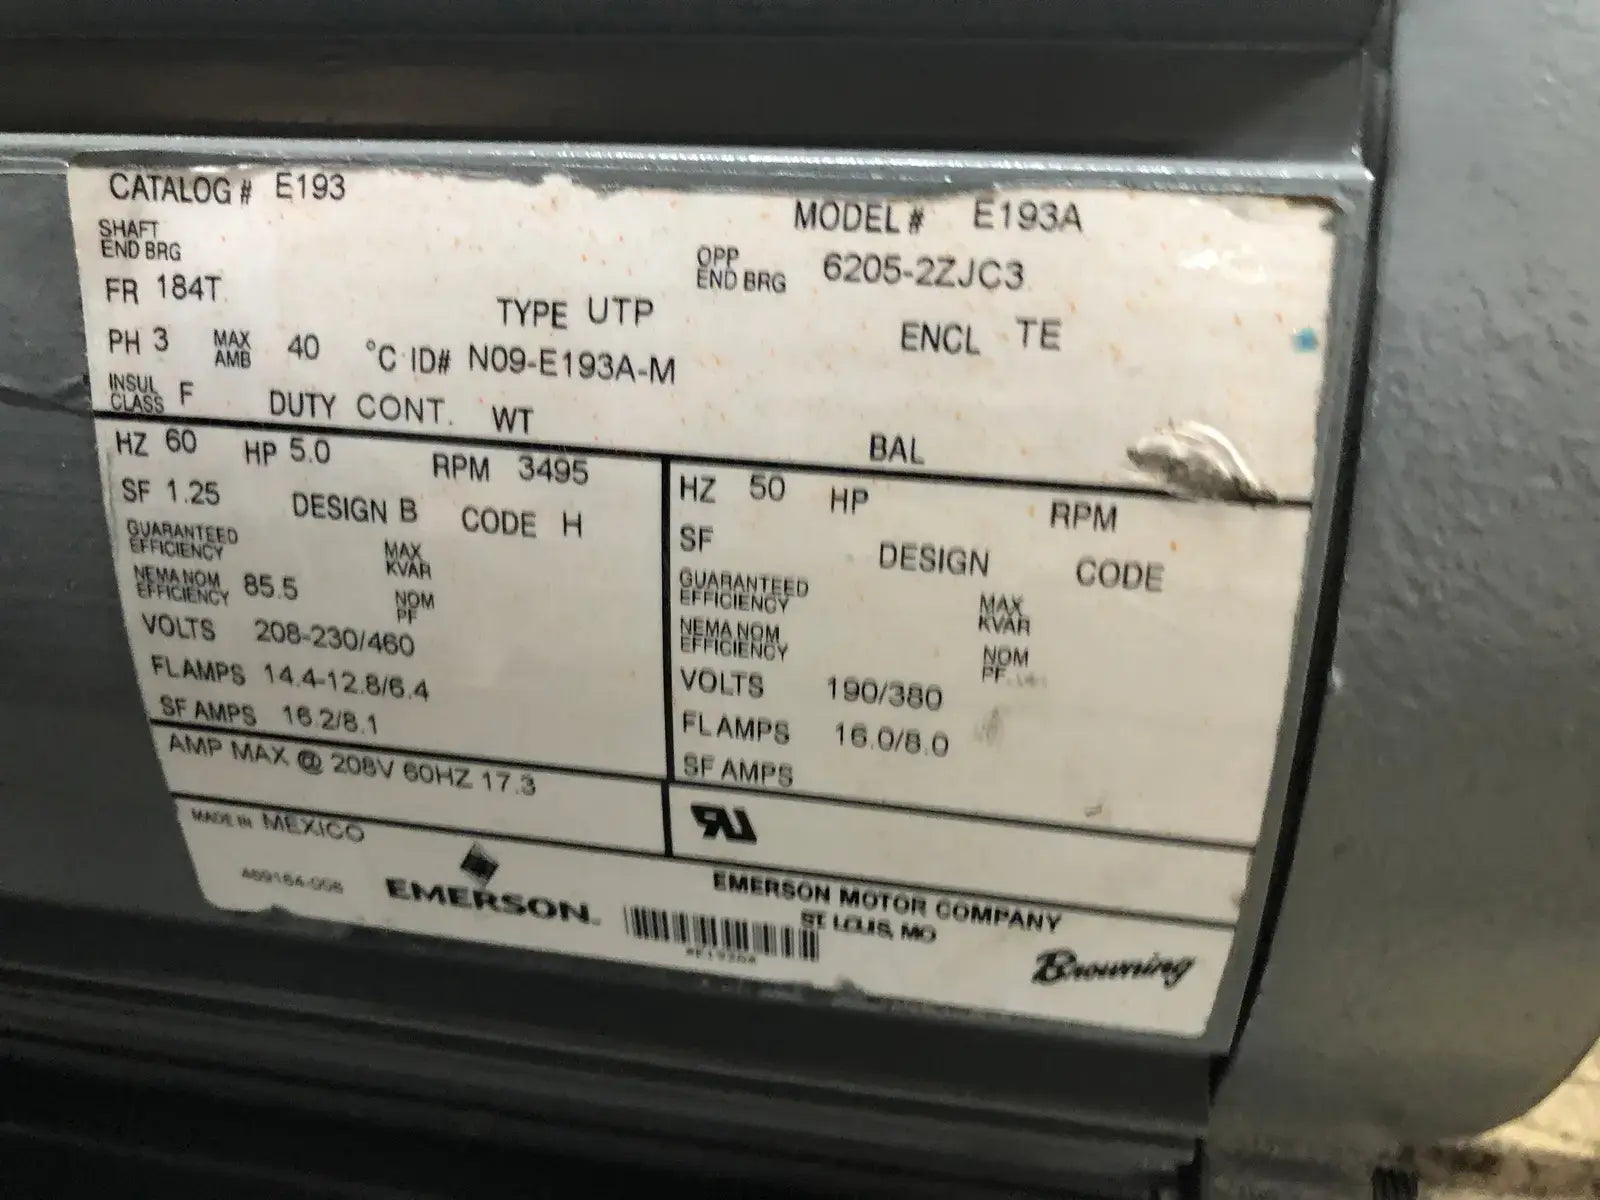 CATALOG # E193
MODEL # E193A
SHAFT END BRG
OPP END BRG 6205-2ZJC3
FR 184T
TYPE UTP
ENCL TE
PH 3 MAX AMB 40 °C ID# N09-E193A-M
INSUL CLASS F DUTY CONT. WT
BAL
HZ 60 HP 5.0 RPM 3495
SF 1.25 DESIGN B CODE H
GUARANTEED EFFICIENCY MAX KVAR
NEMA NOM EFFICIENCY 85.5 NOM PF
VOLTS 208-230/460
FL AMPS 14.4-12.8/6.4
SF AMPS 16.2/8.1
AMP MAX @ 208V 60HZ 17.3
HZ 50 HP RPM
SF DESIGN CODE
GUARANTEED EFFICIENCY MAX KVAR
NEMA NOM EFFICIENCY NOM PF
VOLTS 190/380
FL AMPS 16.0/8.0
SF AMPS
MADE IN MEXICO
EMERSON
EMERSON MOTOR COMPANY
ST. LOUIS, MO
Browning